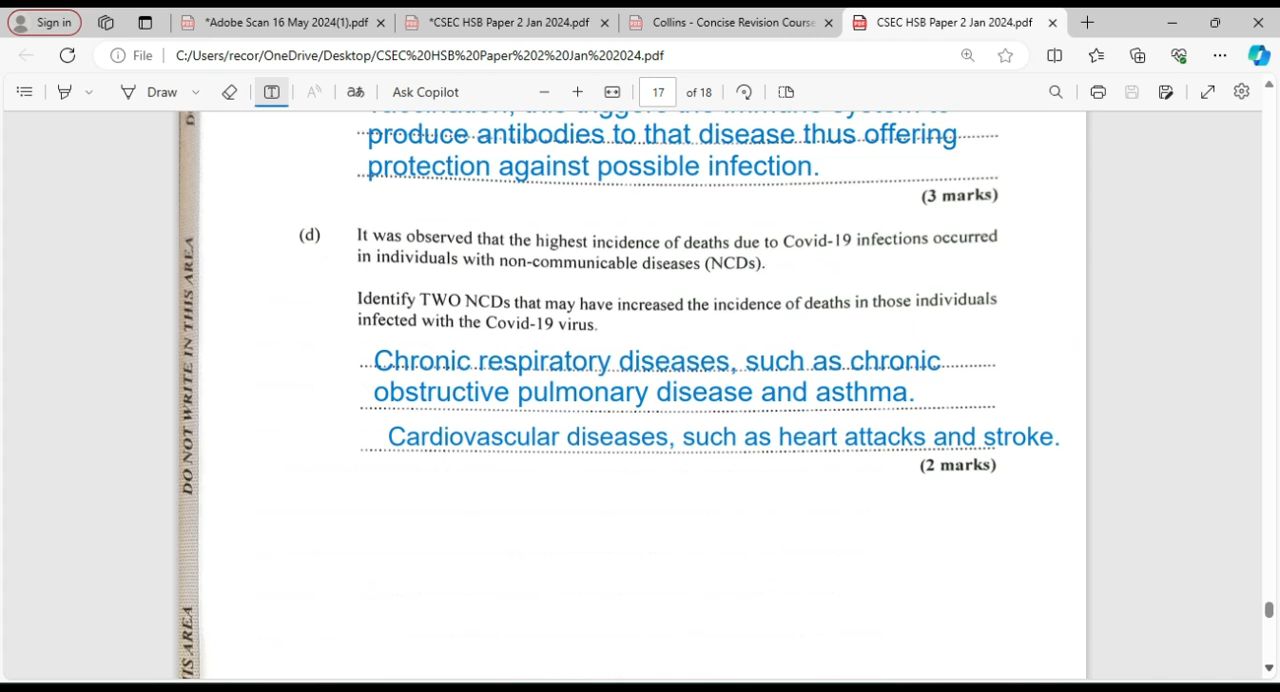 Sign in
*Adobe Scan 16 May 2024(1).pdf
*CSEC HSB Paper 2 Jan 2024.pdf
Collins - Concise Revision Course
CSEC HSB Paper 2 Jan 2024.pdf
File
C:/Users/recor/OneDrive/Desktop/CSEC%20HSB%20Paper%202%20Jan%202024.pdf
Draw
aあ
Ask Copilot
17 of 18
produce antibodies to that disease thus offering
protection against possible infection.
(3 marks)
(d) It was observed that the highest incidence of deaths due to Covid-19 infections occurred
in individuals with non-communicable diseases (NCDs).
Identify TWO NCDs that may have increased the incidence of deaths in those individuals
infected with the Covid-19 virus.
Chronic respiratory diseases, such as chronic
obstructive pulmonary disease and asthma.
Cardiovascular diseases, such as heart attacks and stroke.
(2 marks)
DO NOT WRITE IN THIS AREA
IS AREA